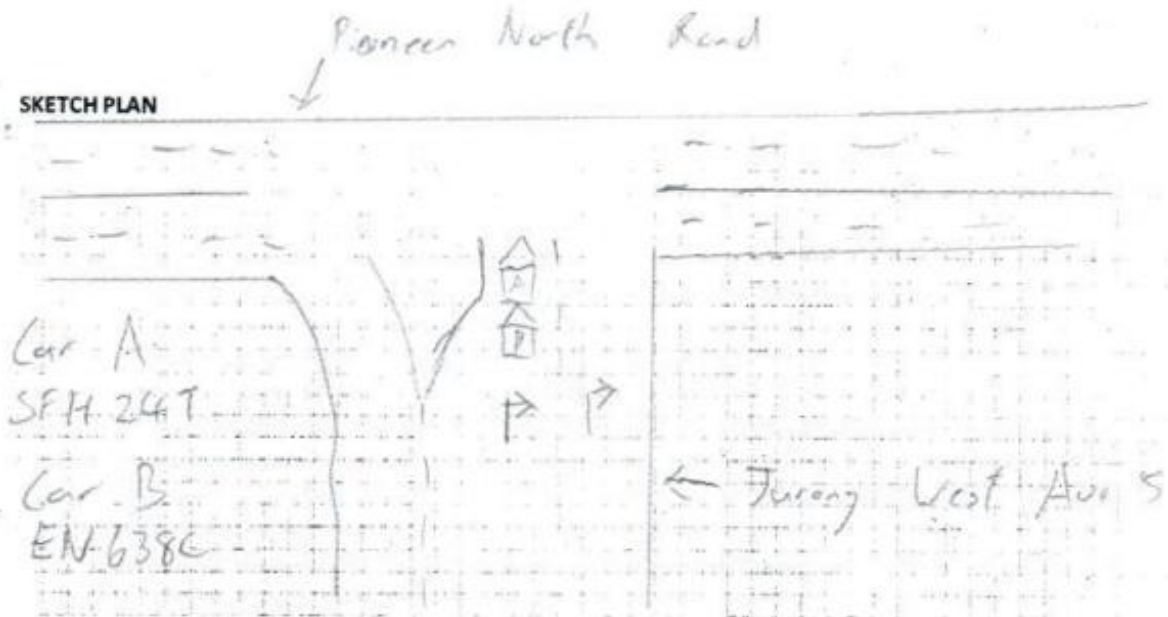 Pioneer North Road
SKETCH PLAN
A
B
Car A
SFH 24T
Car B
EN 638C
← Jurong West Ave 5